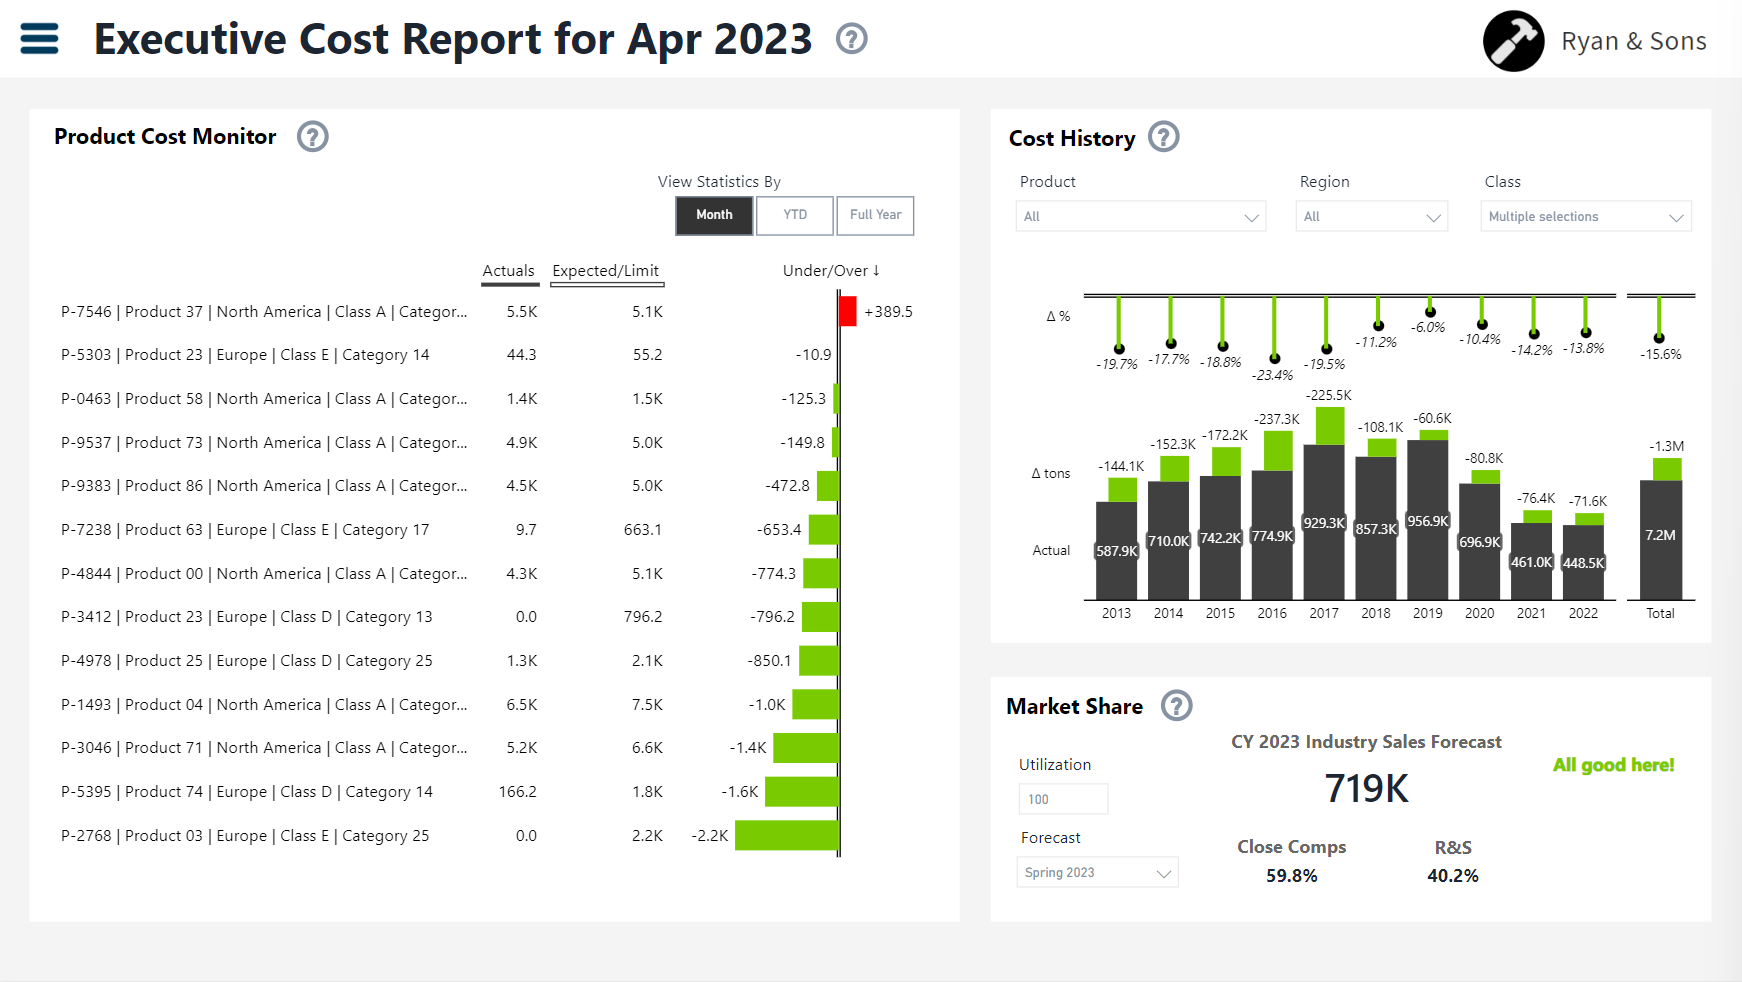 Executive Cost Report for Apr 2023 ?
Ryan & Sons
Product Cost Monitor ?
View Statistics By
Month YTD Full Year
Actuals Expected/Limit Under/Over ↓
P-7546 | Product 37 | North America | Class A | Categor... 5.5K 5.1K +389.5
P-5303 | Product 23 | Europe | Class E | Category 14 44.3 55.2 -10.9
P-0463 | Product 58 | North America | Class A | Categor... 1.4K 1.5K -125.3
P-9537 | Product 73 | North America | Class A | Categor... 4.9K 5.0K -149.8
P-9383 | Product 86 | North America | Class A | Categor... 4.5K 5.0K -472.8
P-7238 | Product 63 | Europe | Class E | Category 17 9.7 663.1 -653.4
P-4844 | Product 00 | North America | Class A | Categor... 4.3K 5.1K -774.3
P-3412 | Product 23 | Europe | Class D | Category 13 0.0 796.2 -796.2
P-4978 | Product 25 | Europe | Class D | Category 25 1.3K 2.1K -850.1
P-1493 | Product 04 | North America | Class A | Categor... 6.5K 7.5K -1.0K
P-3046 | Product 71 | North America | Class A | Categor... 5.2K 6.6K -1.4K
P-5395 | Product 74 | Europe | Class D | Category 14 166.2 1.8K -1.6K
P-2768 | Product 03 | Europe | Class E | Category 25 0.0 2.2K -2.2K
Cost History ?
Product Region Class
All All Multiple selections
Δ % -19.7% -17.7% -18.8% -23.4% -19.5% -11.2% -6.0% -10.4% -14.2% -13.8% -15.6%
Δ tons -144.1K -152.3K -172.2K -237.3K -225.5K -108.1K -60.6K -80.8K -76.4K -71.6K -1.3M
Actual 587.9K 710.0K 742.2K 774.9K 929.3K 857.3K 956.9K 696.9K 461.0K 448.5K 7.2M
2013 2014 2015 2016 2017 2018 2019 2020 2021 2022 Total
Market Share ?
Utilization
100
Forecast
Spring 2023
CY 2023 Industry Sales Forecast
719K
Close Comps R&S
59.8% 40.2%
All good here!